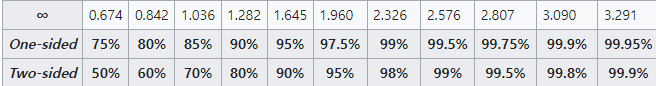 ∞ 0.674 0.842 1.036 1.282 1.645 1.960 2.326 2.576 2.807 3.090 3.291
One-sided 75% 80% 85% 90% 95% 97.5% 99% 99.5% 99.75% 99.9% 99.95%
Two-sided 50% 60% 70% 80% 90% 95% 98% 99% 99.5% 99.8% 99.9%